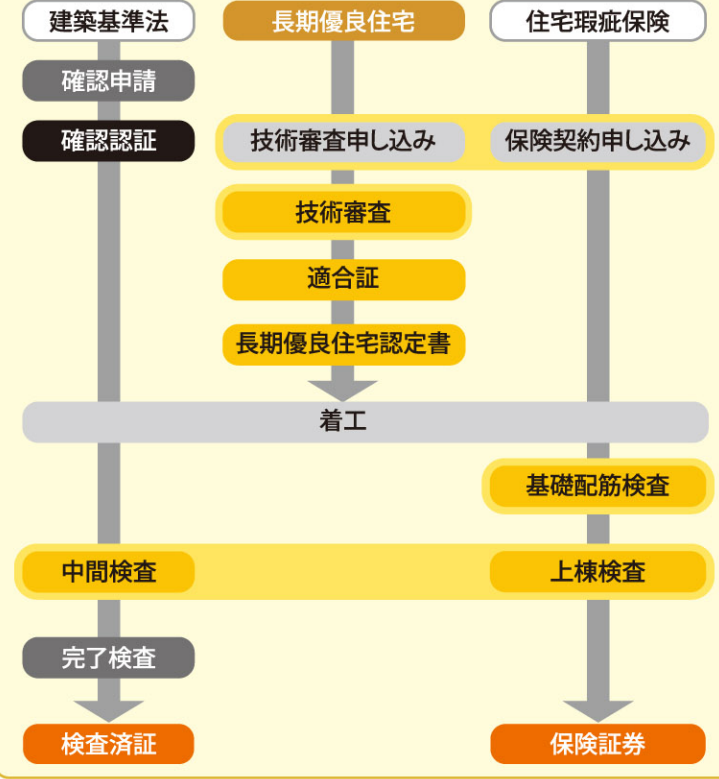 建築基準法
長期優良住宅
住宅瑕疵保険
確認申請
確認認証
技術審査申し込み
保険契約申し込み
技術審査
適合証
長期優良住宅認定書
着工
基礎配筋検査
中間検査
上棟検査
完了検査
検査済証
保険証券